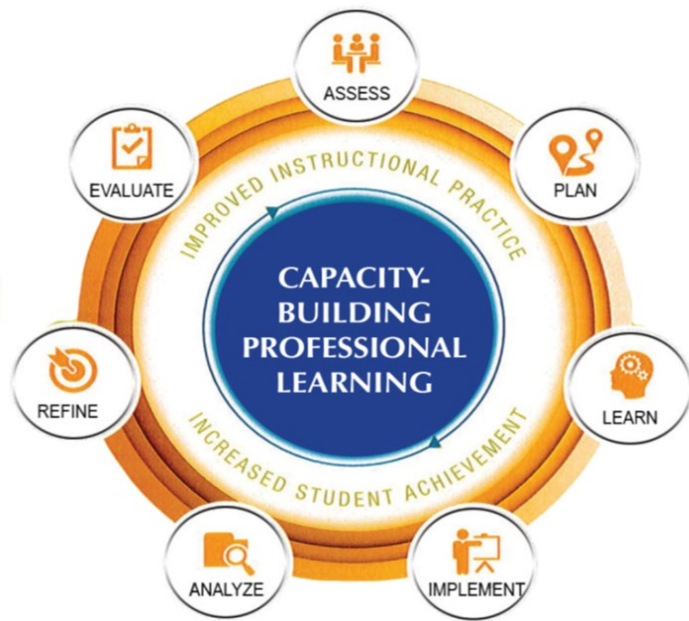 ASSESS
PLAN
LEARN
IMPLEMENT
ANALYZE
REFINE
EVALUATE
IMPROVED INSTRUCTIONAL PRACTICE
CAPACITY-
BUILDING
PROFESSIONAL
LEARNING
INCREASED STUDENT ACHIEVEMENT